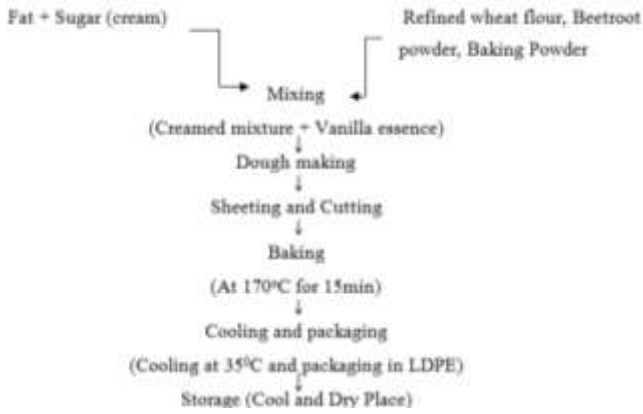 Fat + Sugar (cream)
Refined wheat flour, Beetroot
powder, Baking Powder
Mixing
(Creamed mixture + Vanilla essence)
Dough making
Sheeting and Cutting
Baking
(At 170°C for 15min)
Cooling and packaging
(Cooling at 35⁰C and packaging in LDPE)
Storage (Cool and Dry Place)